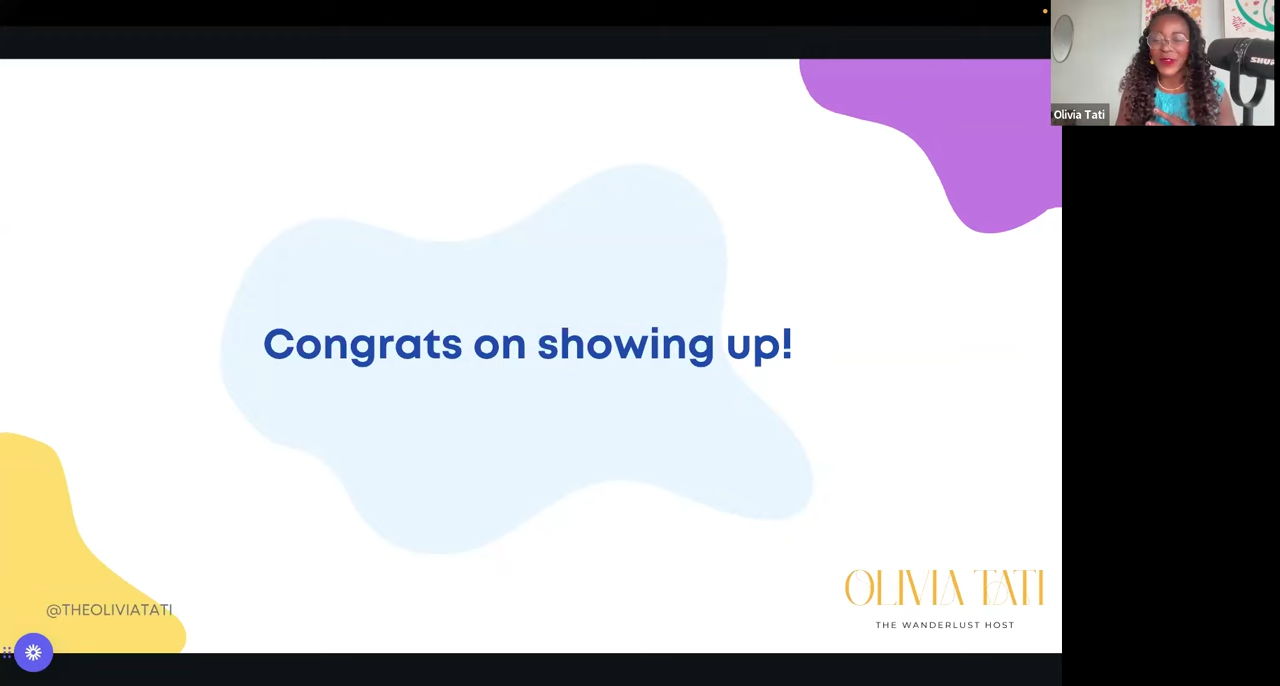 Olivia Tati
Congrats on showing up!
@THEOLIVIATATI
OLIVIA TATI
THE WANDERLUST HOST